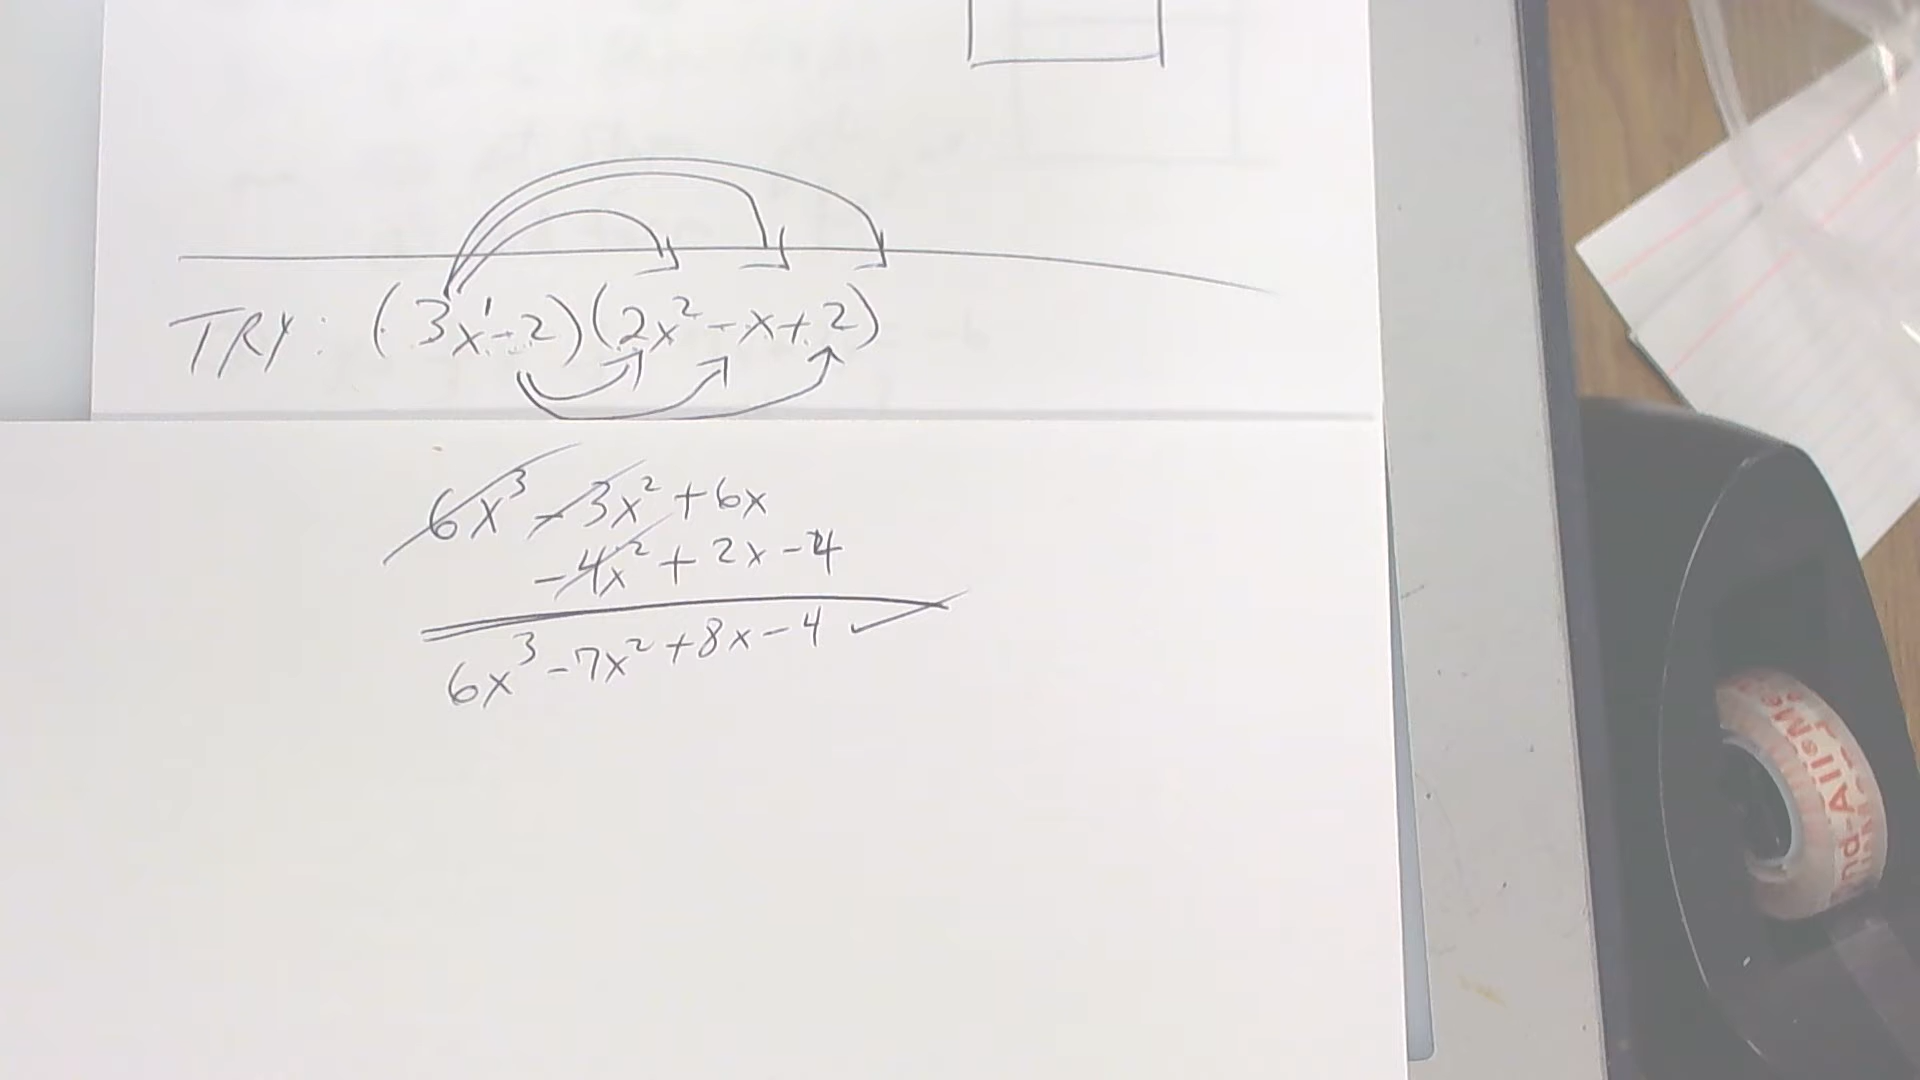 TRY: (3x¹-2)(2x²-x+2)
6x³ - 3x² + 6x
-4x² + 2x - 4
6x³ - 7x² + 8x - 4 ✓